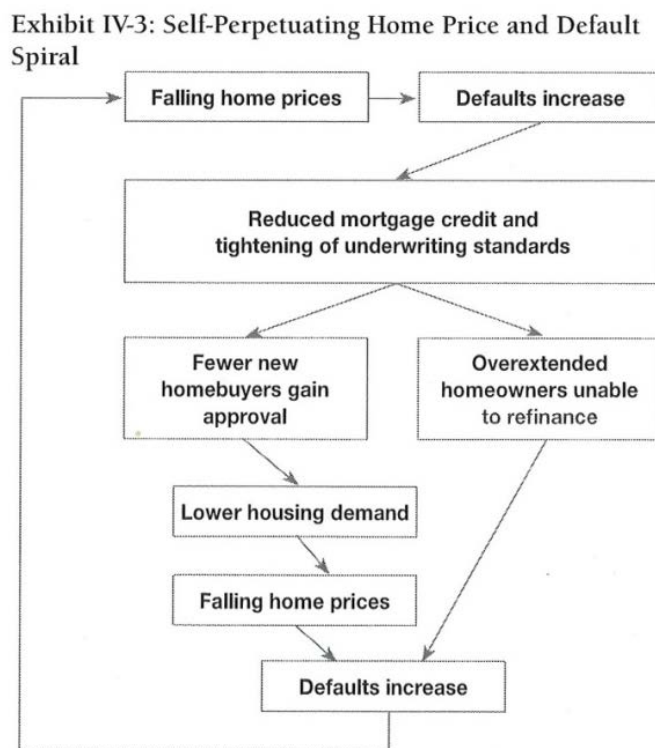 Exhibit IV-3: Self-Perpetuating Home Price and Default
Spiral
Falling home prices
Defaults increase
Reduced mortgage credit and
tightening of underwriting standards
Fewer new
homebuyers gain
approval
Overextended
homeowners unable
to refinance
Lower housing demand
Falling home prices
Defaults increase